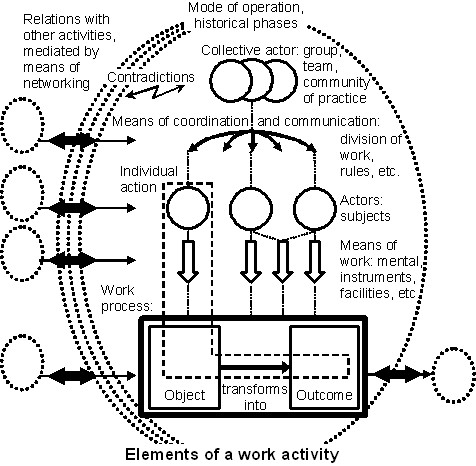 Relations with
other activities,
mediated by
means of
networking
Mode of operation,
historical phases
Collective actor: group,
team,
community
of practice
Contradictions
Means of coordination and communication:
division of
work,
rules, etc.
Individual
action
Actors:
subjects
Means of
work: mental,
instruments,
facilities, etc
Work
process:
Object
transforms
into
Outcome
Elements of a work activity